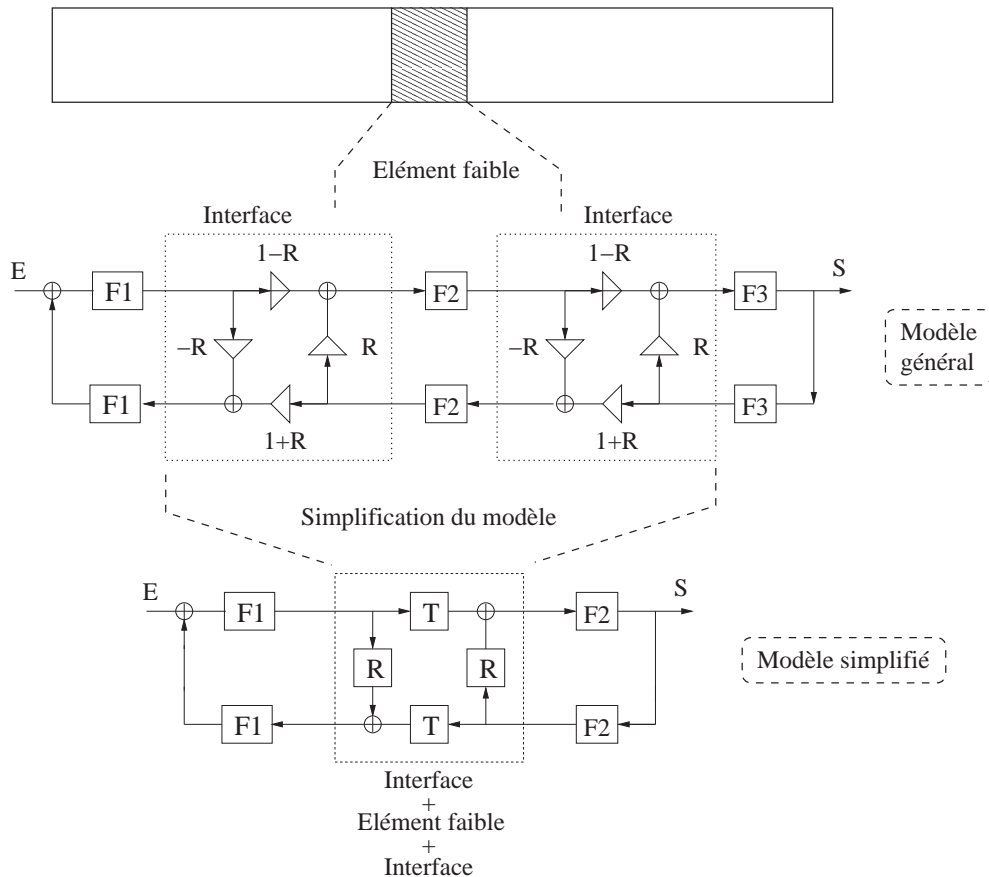 Elément faible
Interface
Interface
1−R
1−R
E
F1
F2
F3
S
−R
R
−R
R
Modèle
général
F1
F2
F3
1+R
1+R
Simplification du modèle
E
F1
T
F2
S
R
R
Modèle simplifié
F1
T
F2
Interface
+
Elément faible
+
Interface